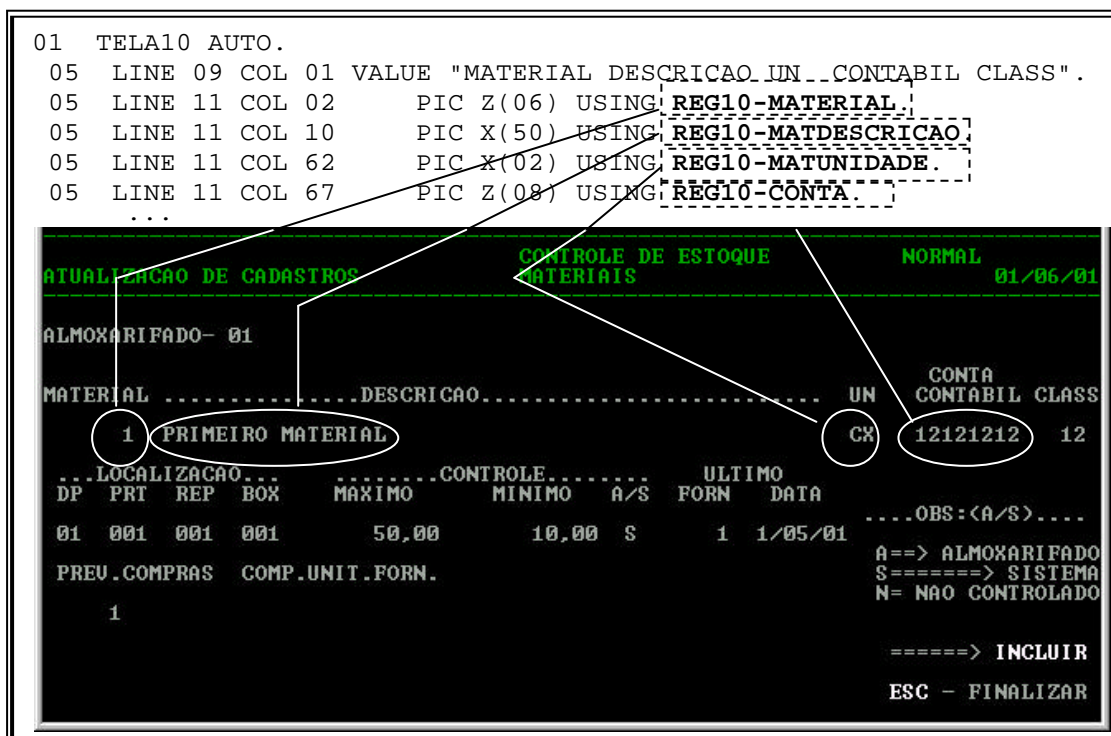 01 TELA10 AUTO.
05 LINE 09 COL 01 VALUE "MATERIAL DESCRICAO UN CONTABIL CLASS".
05 LINE 11 COL 02 PIC Z(06) USING REG10-MATERIAL.
05 LINE 11 COL 10 PIC X(50) USING REG10-MATDESCRICAO.
05 LINE 11 COL 62 PIC X(02) USING REG10-MATUNIDADE.
05 LINE 11 COL 67 PIC Z(08) USING REG10-CONTA.
...
CONTROLE DE ESTOQUE NORMAL
ATUALIZACAO DE CADASTROS MATERIAIS 01/06/01
ALMOXARIFADO- 01
CONTA
MATERIAL ................DESCRICAO........................... UN CONTABIL CLASS
1 PRIMEIRO MATERIAL CX 12121212 12
...LOCALIZACAO... ........CONTROLE........ ULTIMO
DP PRT REP BOX MAXIMO MINIMO A/S FORN DATA
....OBS:(A/S)....
01 001 001 001 50,00 10,00 S 1 1/05/01
A==> ALMOXARIFADO
PREV.COMPRAS COMP.UNIT.FORN. S=======> SISTEMA
N= NAO CONTROLADO
1
======> INCLUIR
ESC - FINALIZAR